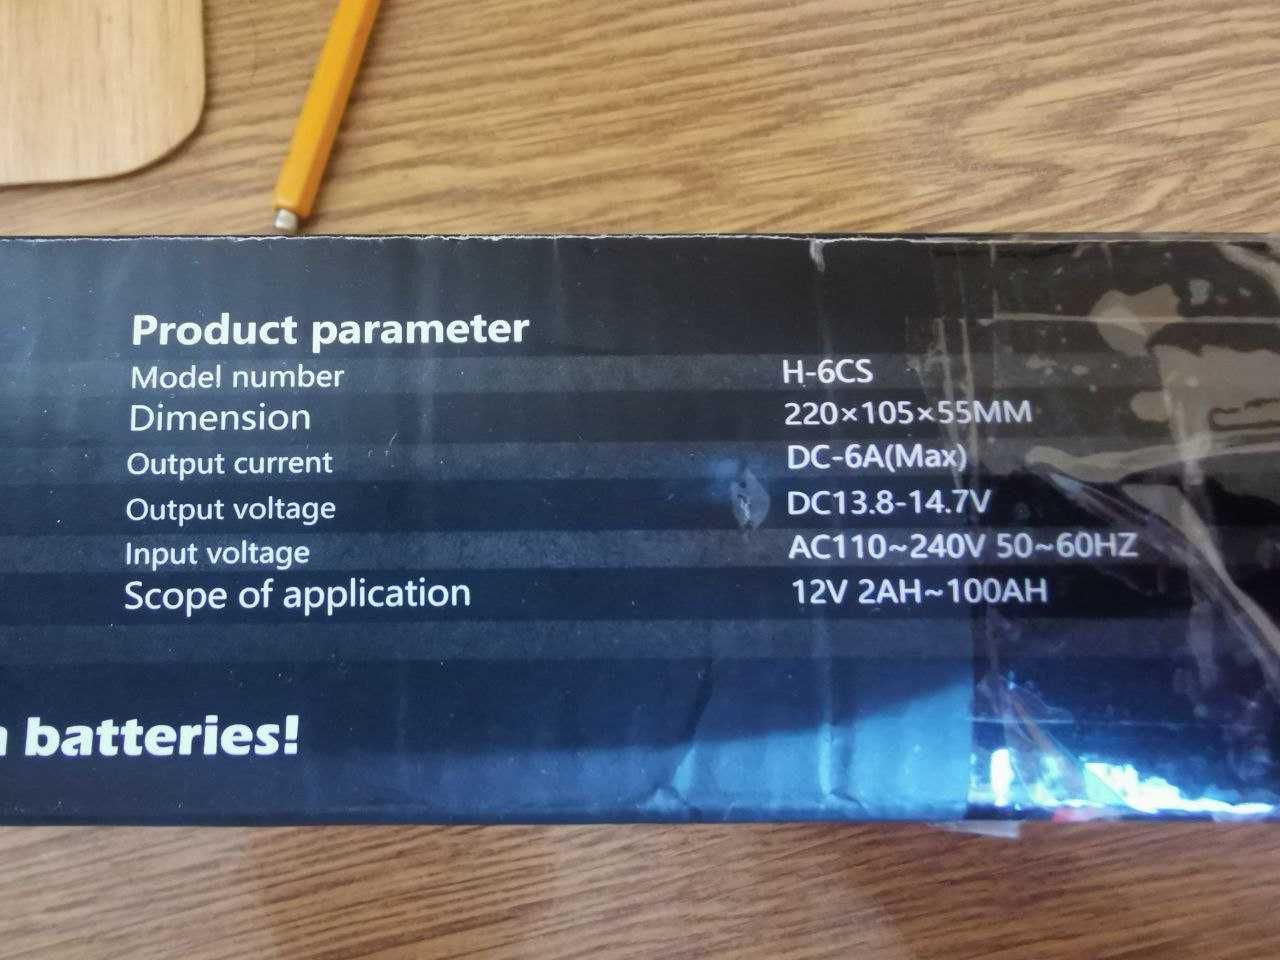 Product parameter
Model number H-6CS
Dimension 220×105×55MM
Output current DC-6A(Max)
Output voltage DC13.8-14.7V
Input voltage AC110~240V 50~60HZ
Scope of application 12V 2AH~100AH
batteries!